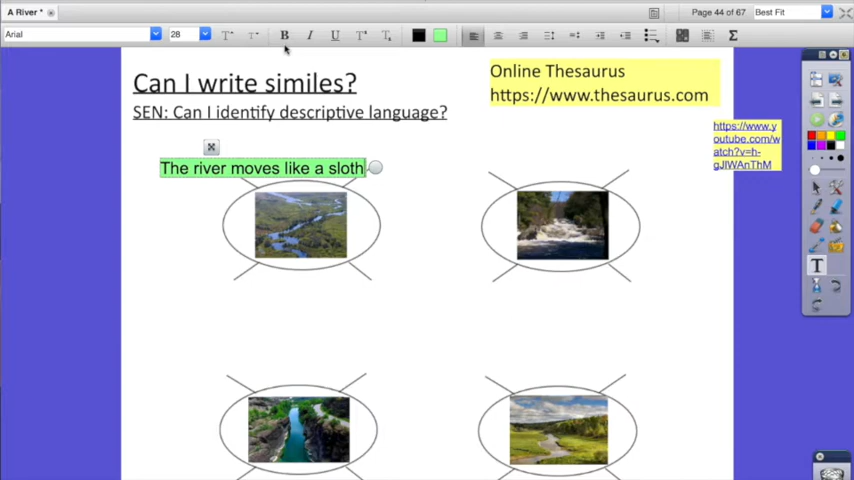 A River *
Page 44 of 67
Best Fit
Arial
28
Can I write similes?
SEN: Can I identify descriptive language?
Online Thesaurus
https://www.thesaurus.com
https://www.y
outube.com/w
atch?v=h-
gJIWAnThM
The river moves like a sloth